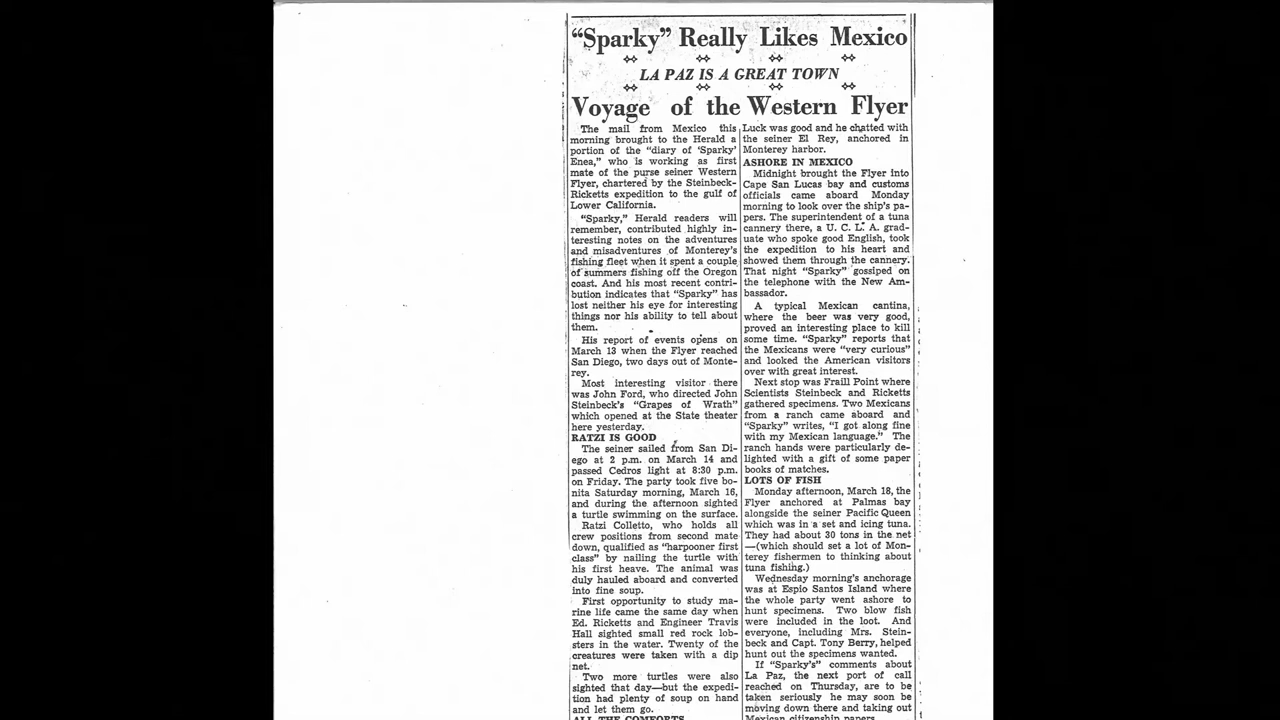 "Sparky" Really Likes Mexico
LA PAZ IS A GREAT TOWN
Voyage of the Western Flyer
The mail from Mexico this
morning brought to the Herald a
portion of the "diary of 'Sparky'
Enea," who is working as first
mate of the purse seiner Western
Flyer, chartered by the Steinbeck-
Ricketts expedition to the gulf of
Lower California.
"Sparky," Herald readers will
remember, contributed highly in-
teresting notes on the adventures
and misadventures of Monterey's
fishing fleet when it spent a couple
of summers fishing off the Oregon
coast. And his most recent contri-
bution indicates that "Sparky" has
lost neither his eye for interesting
things nor his ability to tell about
them.
His report of events opens on
March 13 when the Flyer reached
San Diego, two days out of Monte-
rey.
Most interesting visitor there
was John Ford, who directed John
Steinbeck's "Grapes of Wrath"
which opened at the State theater
here yesterday.
RATZI IS GOOD
The seiner sailed from San Di-
ego at 2 p.m. on March 14 and
passed Cedros light at 8:30 p.m.
on Friday. The party took five bo-
nita Saturday morning, March 16,
and during the afternoon sighted
a turtle swimming on the surface.
Ratzi Colletto, who holds all
crew positions from second mate
down, qualified as "harpooner first
class" by nailing the turtle with
his first heave. The animal was
duly hauled aboard and converted
into fine soup.
First opportunity to study ma-
rine life came the same day when
Ed. Ricketts and Engineer Travis
Hall sighted small red rock lob-
sters in the water. Twenty of the
creatures were taken with a dip
net.
Two more turtles were also
sighted that day—but the expedi-
tion had plenty of soup on hand
and let them go.
ALL THE COMFORTS
Luck was good and he chatted with
the seiner El Rey, anchored in
Monterey harbor.
ASHORE IN MEXICO
Midnight brought the Flyer into
Cape San Lucas bay and customs
officials came aboard Monday
morning to look over the ship's pa-
pers. The superintendent of a tuna
cannery there, a U. C. L. A. grad-
uate who spoke good English, took
the expedition to his heart and
showed them through the cannery.
That night "Sparky" gossiped on
the telephone with the New Am-
bassador.
A typical Mexican cantina,
where the beer was very good,
proved an interesting place to kill
some time. "Sparky" reports that
the Mexicans were "very curious"
and looked the American visitors
over with great interest.
Next stop was Fraill Point where
Scientists Steinbeck and Ricketts
gathered specimens. Two Mexicans
from a ranch came aboard and
"Sparky" writes, "I got along fine
with my Mexican language." The
ranch hands were particularly de-
lighted with a gift of some paper
books of matches.
LOTS OF FISH
Monday afternoon, March 18, the
Flyer anchored at Palmas bay
alongside the seiner Pacific Queen
which was in a set and icing tuna.
They had about 30 tons in the net
—(which should set a lot of Mon-
terey fishermen to thinking about
tuna fishing.)
Wednesday morning's anchorage
was at Espio Santos Island where
the whole party went ashore to
hunt specimens. Two blow fish
were included in the loot. And
everyone, including Mrs. Stein-
beck and Capt. Tony Berry, helped
hunt out the specimens wanted.
If "Sparky's" comments about
La Paz, the next port of call
reached on Thursday, are to be
taken seriously he may soon be
moving down there and taking out
Mexican citizenship papers.